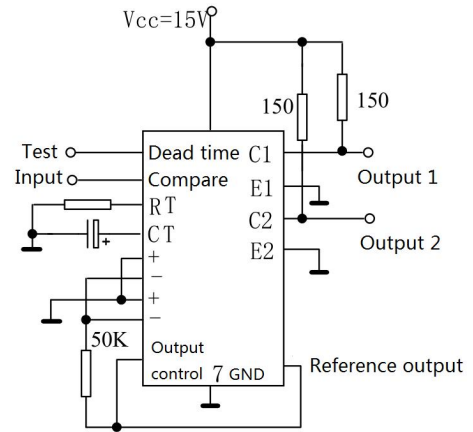 Vcc=15V
150
150
Test
Dead time
C1
Output 1
Input
Compare
E1
RT
C2
Output 2
CT
E2
+
+
−
+
−
50K
Output
control
7 GND
Reference output